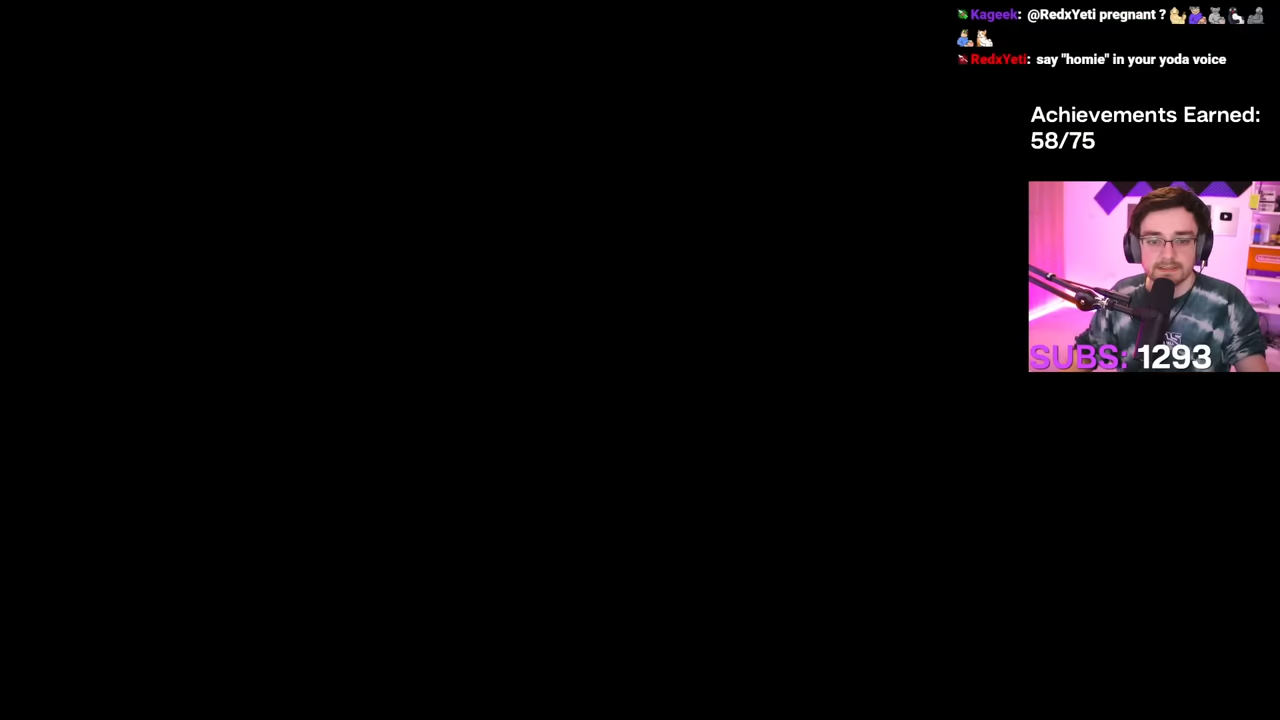 Kageek: @RedxYeti pregnant ?
RedxYeti: say "homie" in your yoda voice
Achievements Earned:
58/75
SUBS: 1293